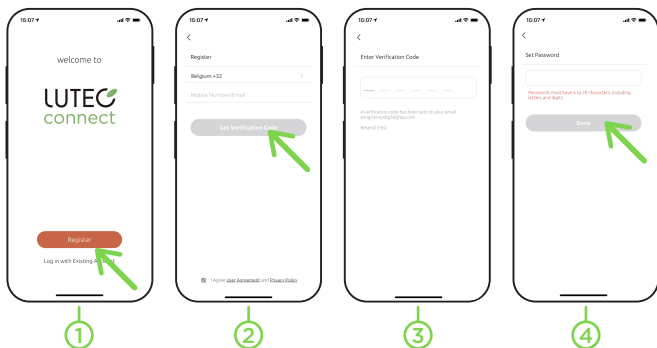 15:07
welcome to
LUTEC
connect
Register
Log in with Existing Account
1
15:07
Register
Belgium +32
Mobile Number/Email
Get Verification Code
I Agree User Agreement and Privacy Policy
2
15:07
Enter Verification Code
A verification code has been sent to your email
Resend
3
15:07
Set Password
Passwords must have 6 to 20 characters, including
letters and digits
Done
4